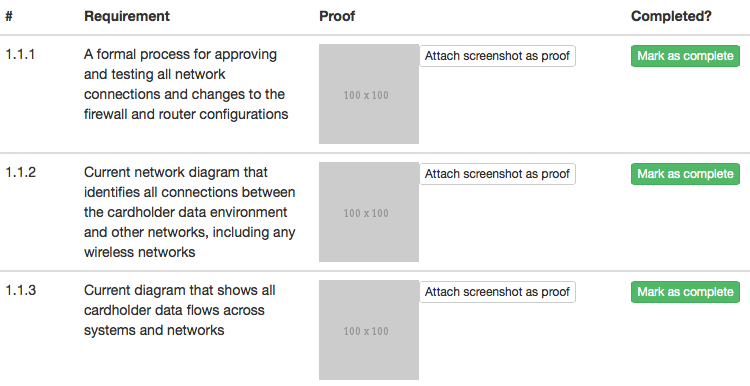 # Requirement Proof Completed?
1.1.1 A formal process for approving Attach screenshot as proof Mark as complete
and testing all network
connections and changes to the 100 x 100
firewall and router configurations
1.1.2 Current network diagram that Attach screenshot as proof Mark as complete
identifies all connections between
the cardholder data environment 100 x 100
and other networks, including any
wireless networks
1.1.3 Current diagram that shows all Attach screenshot as proof Mark as complete
cardholder data flows across
systems and networks 100 x 100